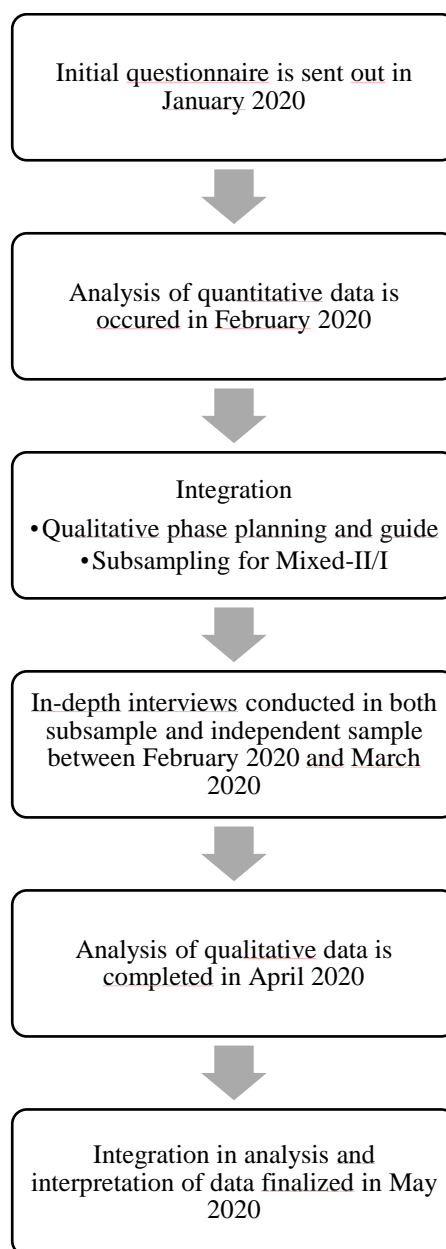 Initial questionnaire is sent out in
January 2020
Analysis of quantitative data is
occured in February 2020
Integration
•Qualitative phase planning and guide
•Subsampling for Mixed-II/I
In-depth interviews conducted in both
subsample and independent sample
between February 2020 and March
2020
Analysis of qualitative data is
completed in April 2020
Integration in analysis and
interpretation of data finalized in May
2020